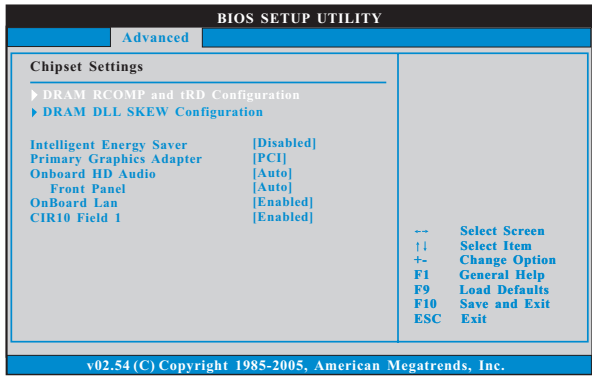 BIOS SETUP UTILITY
Advanced
Chipset Settings
DRAM RCOMP and tRD Configuration
DRAM DLL SKEW Configuration
Intelligent Energy Saver [Disabled]
Primary Graphics Adapter [PCI]
Onboard HD Audio [Auto]
Front Panel [Auto]
OnBoard Lan [Enabled]
CIR10 Field 1 [Enabled]
←→ Select Screen
↑↓ Select Item
+- Change Option
F1 General Help
F9 Load Defaults
F10 Save and Exit
ESC Exit
v02.54 (C) Copyright 1985-2005, American Megatrends, Inc.